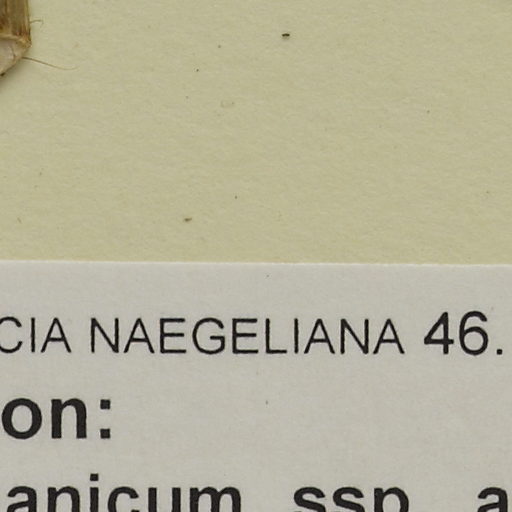 CIA NAEGELIANA 46.
on:
anicum ssp. a